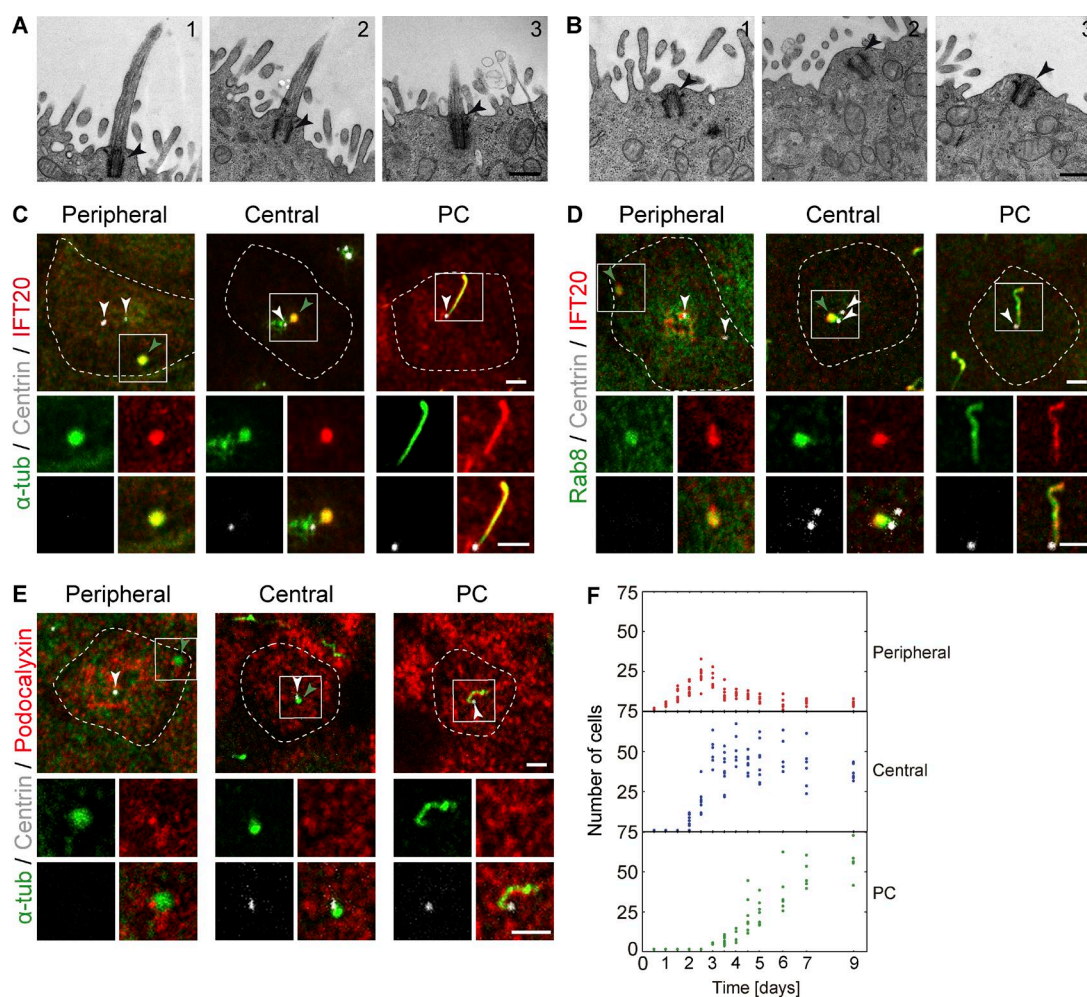 A 1 2 3
B 1 2 3
C Peripheral Central PC
α-tub / Centrin / IFT20
D Peripheral Central PC
Rab8 / Centrin / IFT20
E Peripheral Central PC
α-tub / Centrin / Podocalyxin
F
75
50
25
Peripheral
75
50
25
Central
75
50
25
0
PC
Number of cells
0 1 2 3 4 5 6 7 9
Time [days]